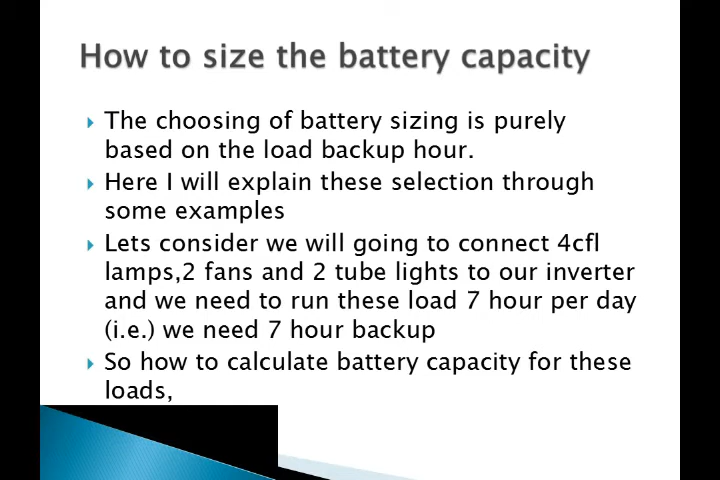 How to size the battery capacity
The choosing of battery sizing is purely
based on the load backup hour.
Here I will explain these selection through
some examples
Lets consider we will going to connect 4cfl
lamps,2 fans and 2 tube lights to our inverter
and we need to run these load 7 hour per day
(i.e.) we need 7 hour backup
So how to calculate battery capacity for these
loads,